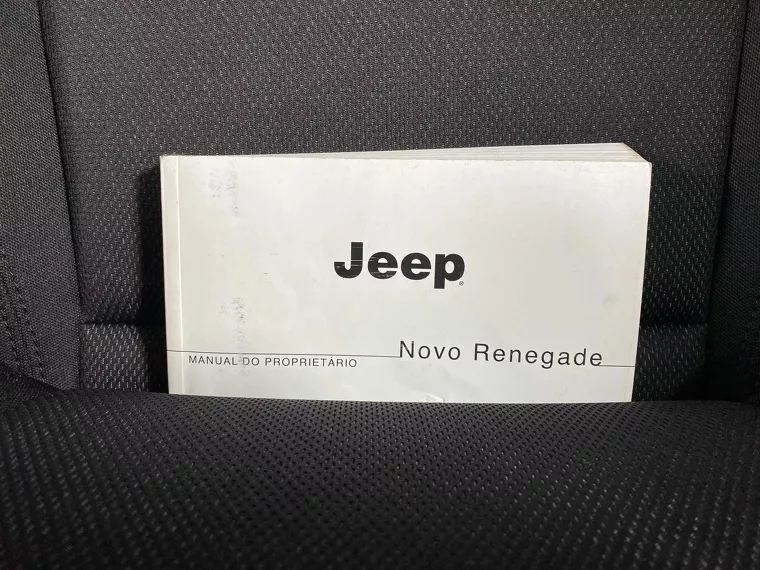 Jeep®
MANUAL DO PROPRIETÁRIO
Novo Renegade